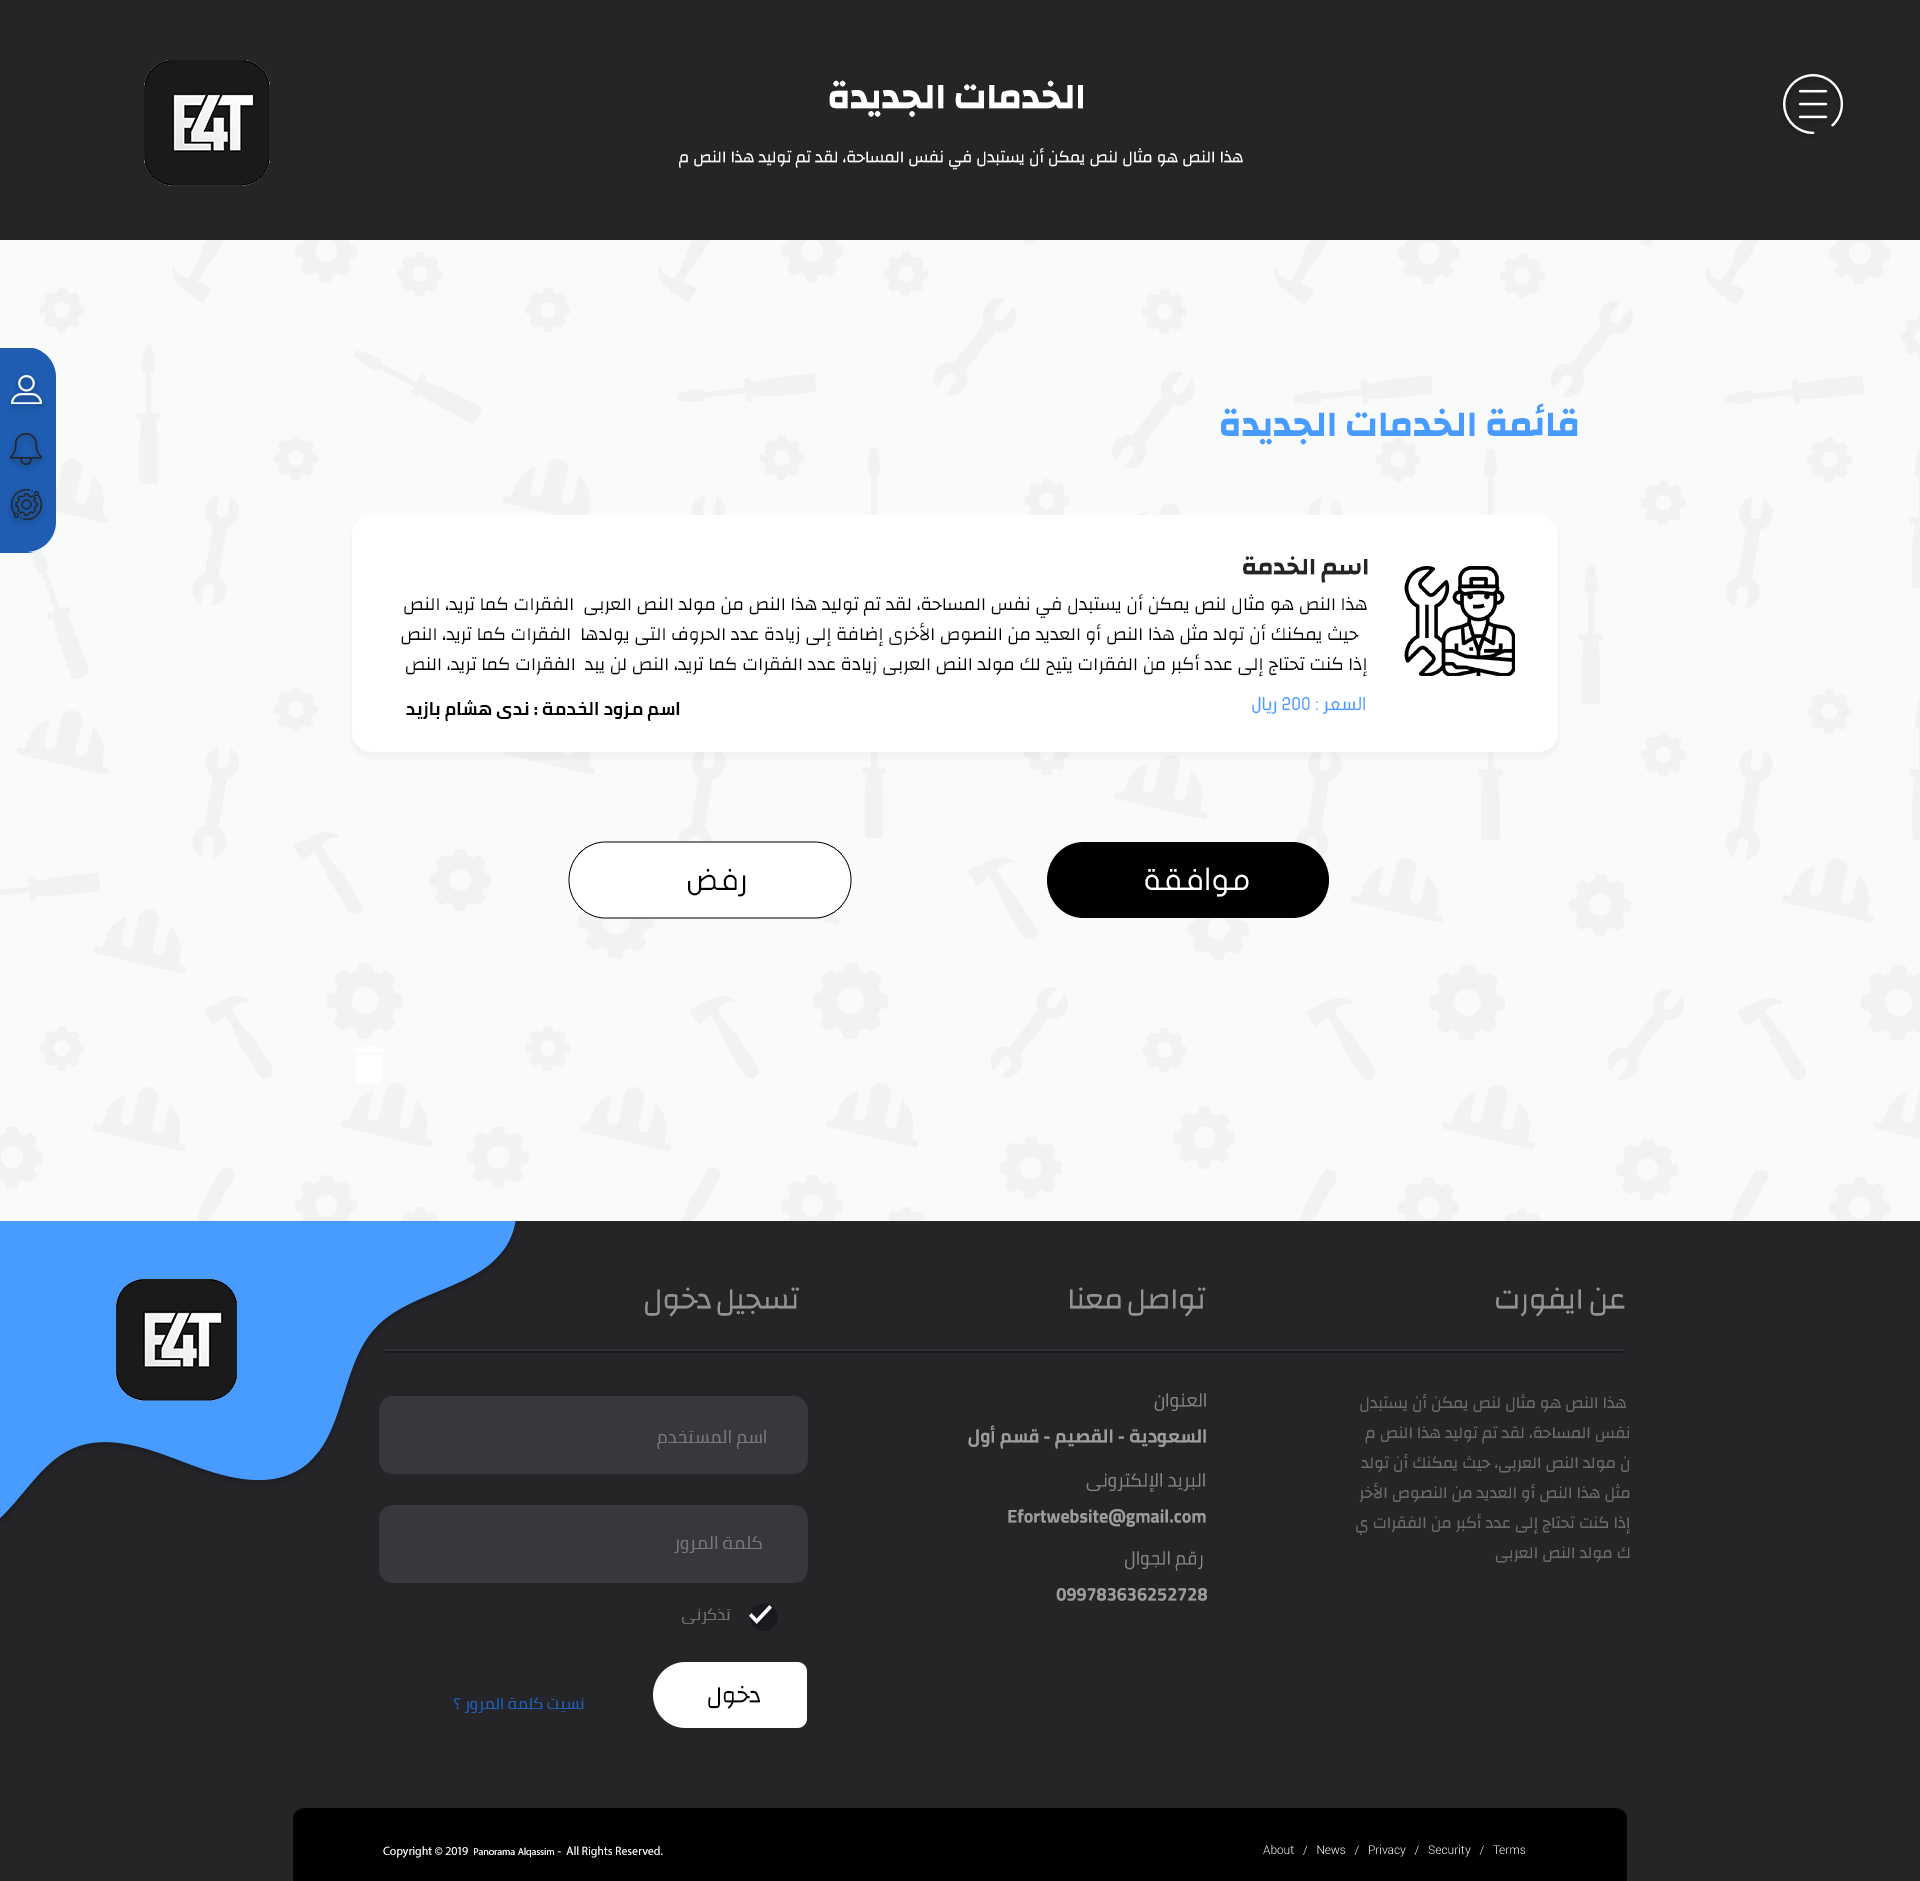 E4T
الخدمات الجديدة
هذا النص هو مثال لنص يمكن أن يستبدل في نفس المساحة، لقد تم توليد هذا النص م
قائمة الخدمات الجديدة
اسم الخدمة
هذا النص هو مثال لنص يمكن أن يستبدل في نفس المساحة، لقد تم توليد هذا النص من مولد النص العربى الفقرات كما تريد، النص
حيث يمكنك أن تولد مثل هذا النص أو العديد من النصوص الأخرى إضافة إلى زيادة عدد الحروف التى يولدها الفقرات كما تريد، النص
إذا كنت تحتاج إلى عدد أكبر من الفقرات يتيح لك مولد النص العربى زيادة عدد الفقرات كما تريد، النص لن يبد الفقرات كما تريد، النص
السعر : 200 ريال
اسم مزود الخدمة : ندى هشام بازيد
موافقة
رفض
E4T
عن ايفورت
هذا النص هو مثال لنص يمكن أن يستبدل
نفس المساحة، لقد تم توليد هذا النص م
ن مولد النص العربى، حيث يمكنك أن تولد
مثل هذا النص أو العديد من النصوص الأخر
إذا كنت تحتاج إلى عدد أكبر من الفقرات ي
ك مولد النص العربى
تواصل معنا
العنوان
السعودية - القصيم - قسم أول
البريد الإلكترونى
Efortwebsite@gmail.com
رقم الجوال
099783636252728
تسجيل دخول
اسم المستخدم
كلمة المرور
تذكرنى
دخول
نسيت كلمة المرور ؟
Copyright © 2019 Panorama Alqassim - All Rights Reserved.
About / News / Privacy / Security / Terms